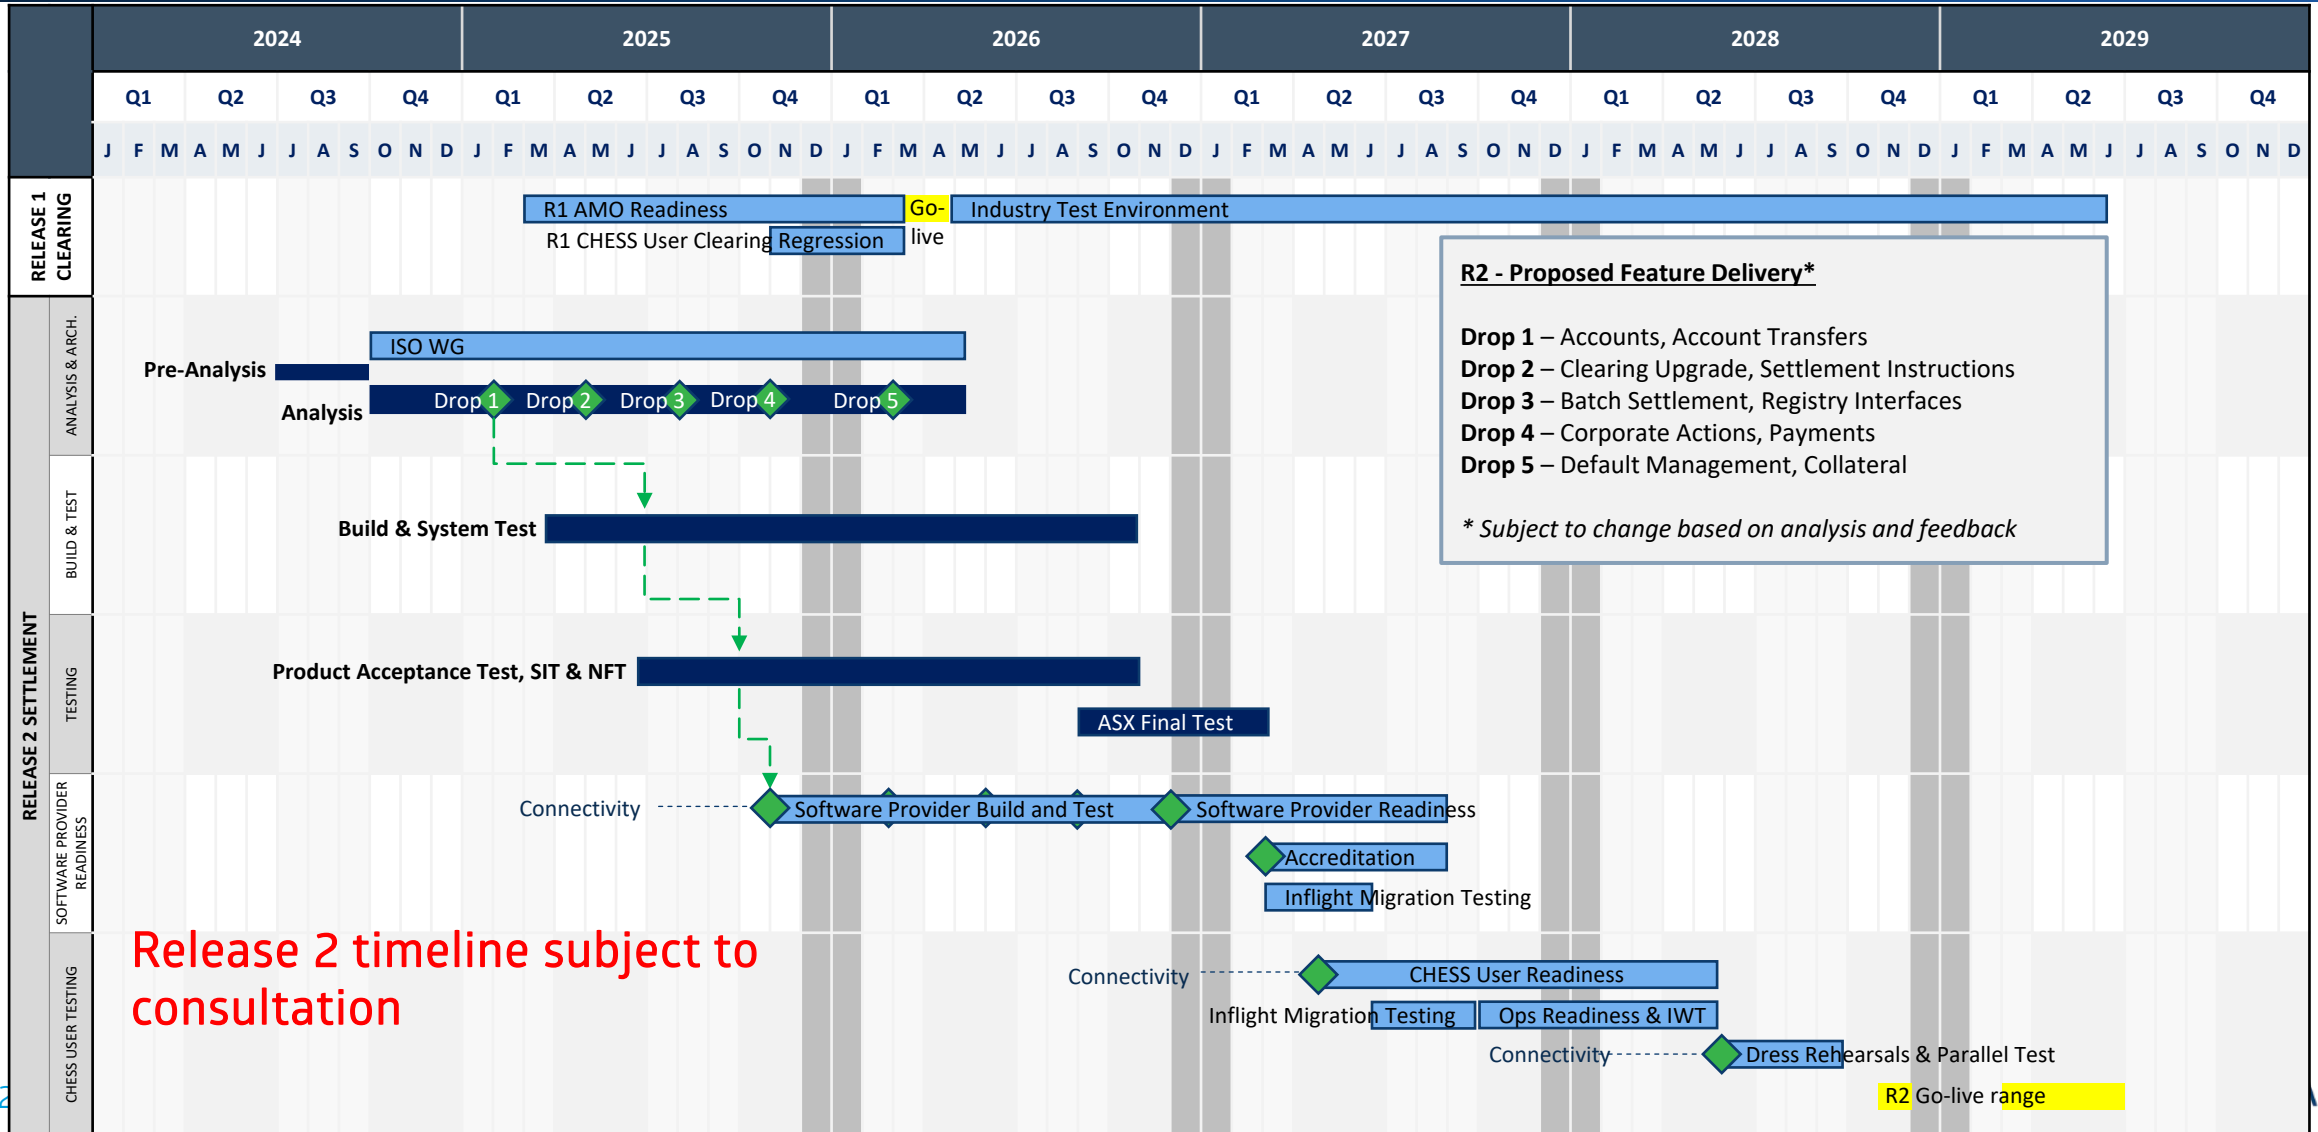 2024 2025 2026 2027 2028 2029
Q1 Q2 Q3 Q4 Q1 Q2 Q3 Q4 Q1 Q2 Q3 Q4 Q1 Q2 Q3 Q4 Q1 Q2 Q3 Q4 Q1 Q2 Q3 Q4
J F M A M J J A S O N D J F M A M J J A S O N D J F M A M J J A S O N D J F M A M J J A S O N D J F M A M J J A S O N D J F M A M J J A S O N D
RELEASE 1
CLEARING
R1 AMO Readiness
Go-
live
Industry Test Environment
R1 CHESS User Clearing Regression
R2 - Proposed Feature Delivery*
Drop 1 – Accounts, Account Transfers
Drop 2 – Clearing Upgrade, Settlement Instructions
Drop 3 – Batch Settlement, Registry Interfaces
Drop 4 – Corporate Actions, Payments
Drop 5 – Default Management, Collateral
* Subject to change based on analysis and feedback
RELEASE 2 SETTLEMENT
ANALYSIS & ARCH.
ISO WG
Pre-Analysis
Analysis
Drop 1 Drop 2 Drop 3 Drop 4 Drop 5
BUILD & TEST
Build & System Test
TESTING
Product Acceptance Test, SIT & NFT
ASX Final Test
SOFTWARE PROVIDER
READINESS
Connectivity
Software Provider Build and Test
Software Provider Readiness
Accreditation
Inflight Migration Testing
CHESS USER TESTING
Release 2 timeline subject to
consultation
Connectivity
CHESS User Readiness
Inflight Migration Testing
Ops Readiness & IWT
Connectivity
Dress Rehearsals & Parallel Test
R2 Go-live range